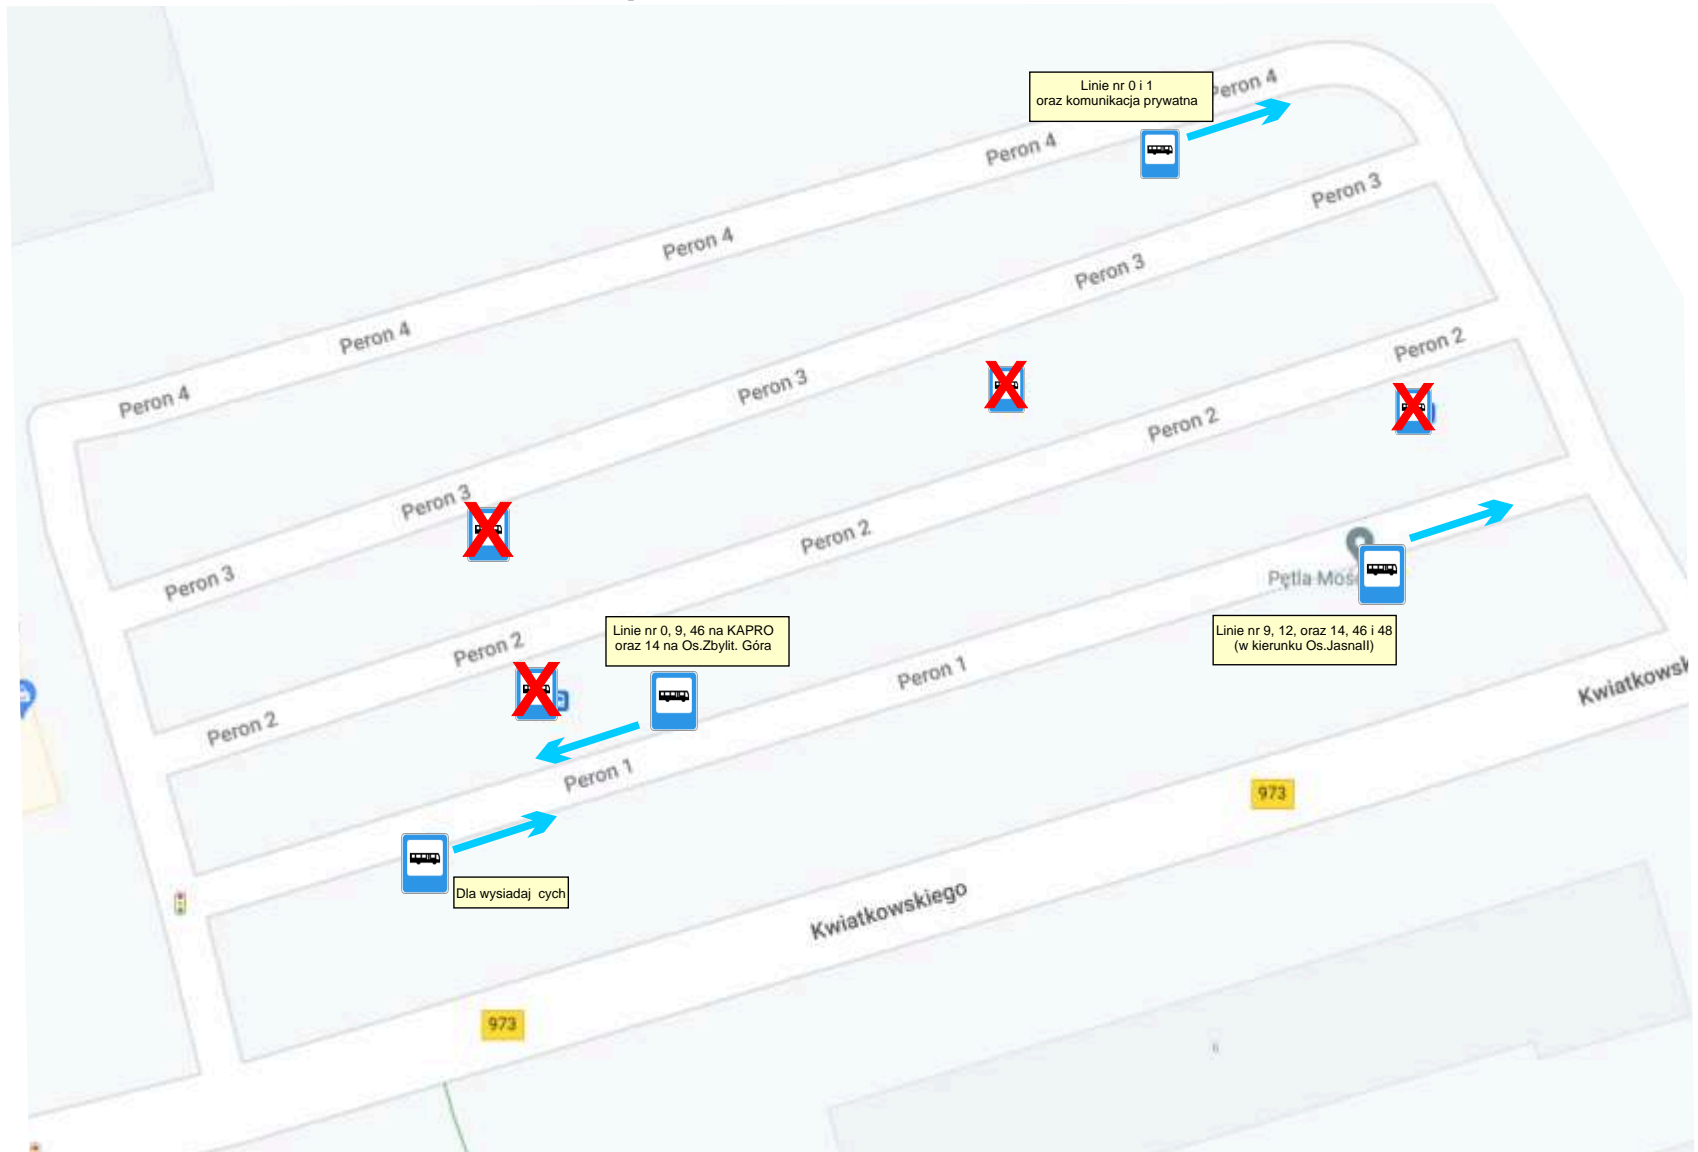 Linie nr 0 i 1
oraz komunikacja prywatna
Peron 4
Peron 4
Peron 3
Peron 4
Peron 3
Peron 4
Peron 2
Peron 3
Peron 4
Peron 2
Peron 3
Peron 2
Pętla
Peron 3
Linie nr 0, 9, 46 na KAPRO
oraz 14 na Os.Zbylit. Góra
Linie nr 9, 12, oraz 14, 46 i 48
(w kierunku Os.JasnaII)
Peron 2
Peron 1
Kwiatkowsk
Peron 2
Peron 1
973
Dla wysiadaj cych
Kwiatkowskiego
973